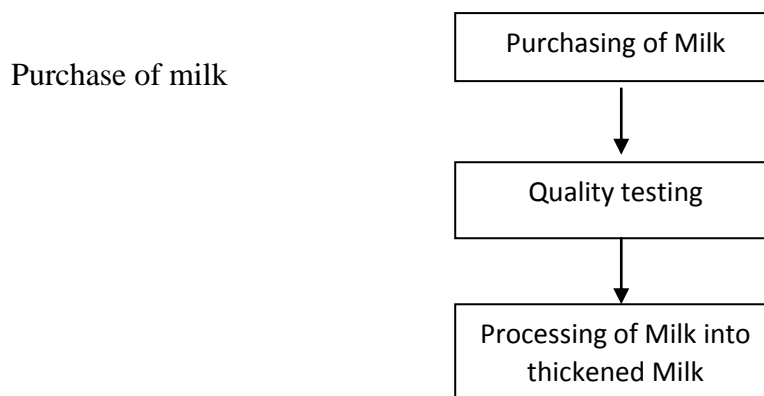 Purchasing of Milk
Purchase of milk
Quality testing
Processing of Milk into
thickened Milk